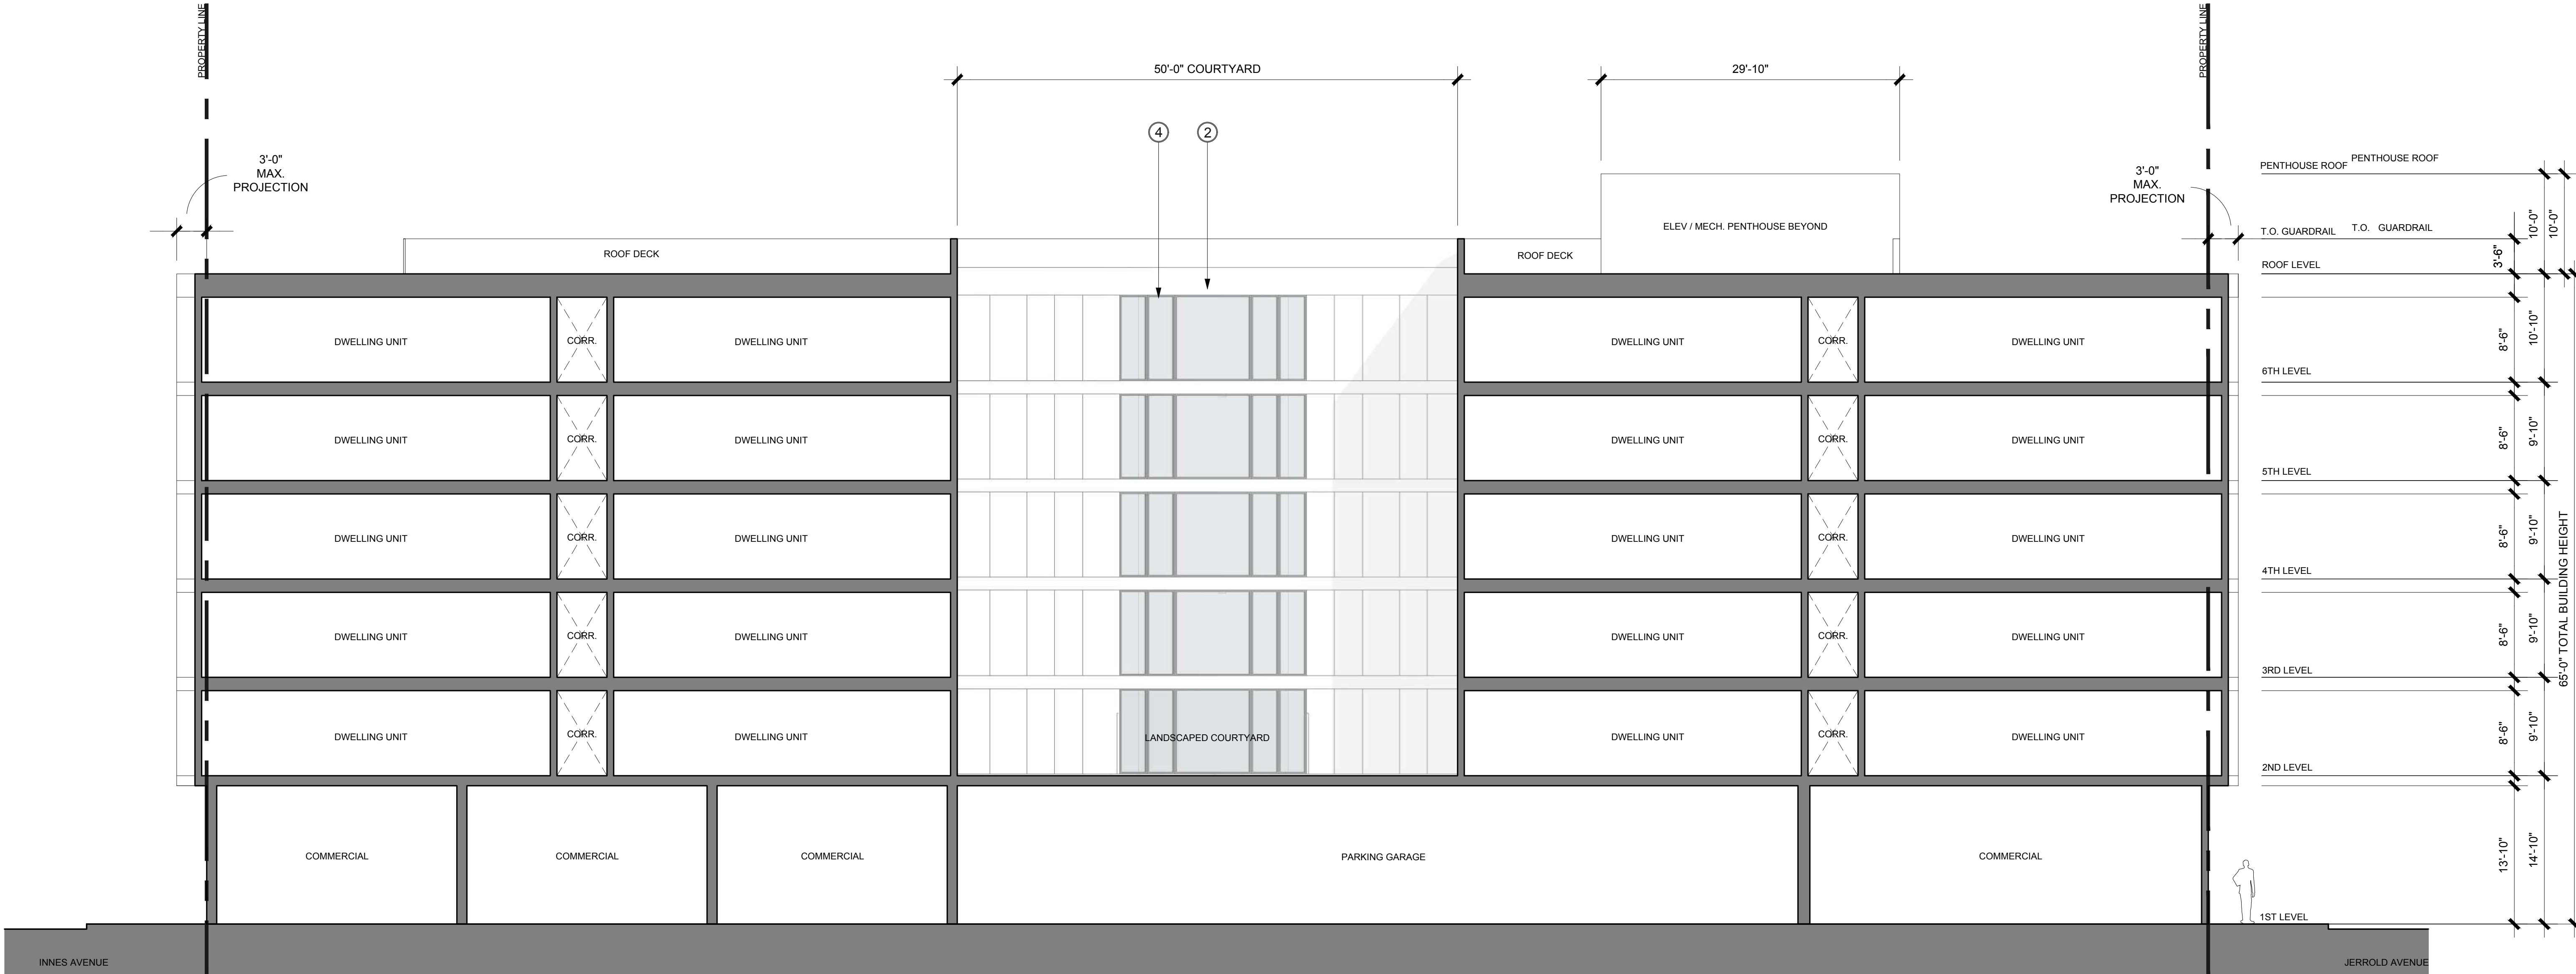 PROPERTY LINE
PROPERTY LINE
50'-0" COURTYARD
29'-10"
4
2
3'-0"
MAX.
PROJECTION
3'-0"
MAX.
PROJECTION
PENTHOUSE ROOF
PENTHOUSE ROOF
ROOF DECK
ROOF DECK
ELEV / MECH. PENTHOUSE BEYOND
T.O. GUARDRAIL
T.O. GUARDRAIL
10'-0"
10'-0"
ROOF LEVEL
3'-6"
DWELLING UNIT
CORR.
DWELLING UNIT
DWELLING UNIT
CORR.
DWELLING UNIT
8'-6"
10'-10"
6TH LEVEL
DWELLING UNIT
CORR.
DWELLING UNIT
DWELLING UNIT
CORR.
DWELLING UNIT
8'-6"
9'-10"
5TH LEVEL
DWELLING UNIT
CORR.
DWELLING UNIT
DWELLING UNIT
CORR.
DWELLING UNIT
8'-6"
9'-10"
65'-0" TOTAL BUILDING HEIGHT
4TH LEVEL
DWELLING UNIT
CORR.
DWELLING UNIT
DWELLING UNIT
CORR.
DWELLING UNIT
8'-6"
9'-10"
3RD LEVEL
DWELLING UNIT
CORR.
DWELLING UNIT
LANDSCAPED COURTYARD
DWELLING UNIT
CORR.
DWELLING UNIT
8'-6"
9'-10"
2ND LEVEL
COMMERCIAL
COMMERCIAL
COMMERCIAL
PARKING GARAGE
COMMERCIAL
13'-10"
14'-10"
1ST LEVEL
INNES AVENUE
JERROLD AVENUE